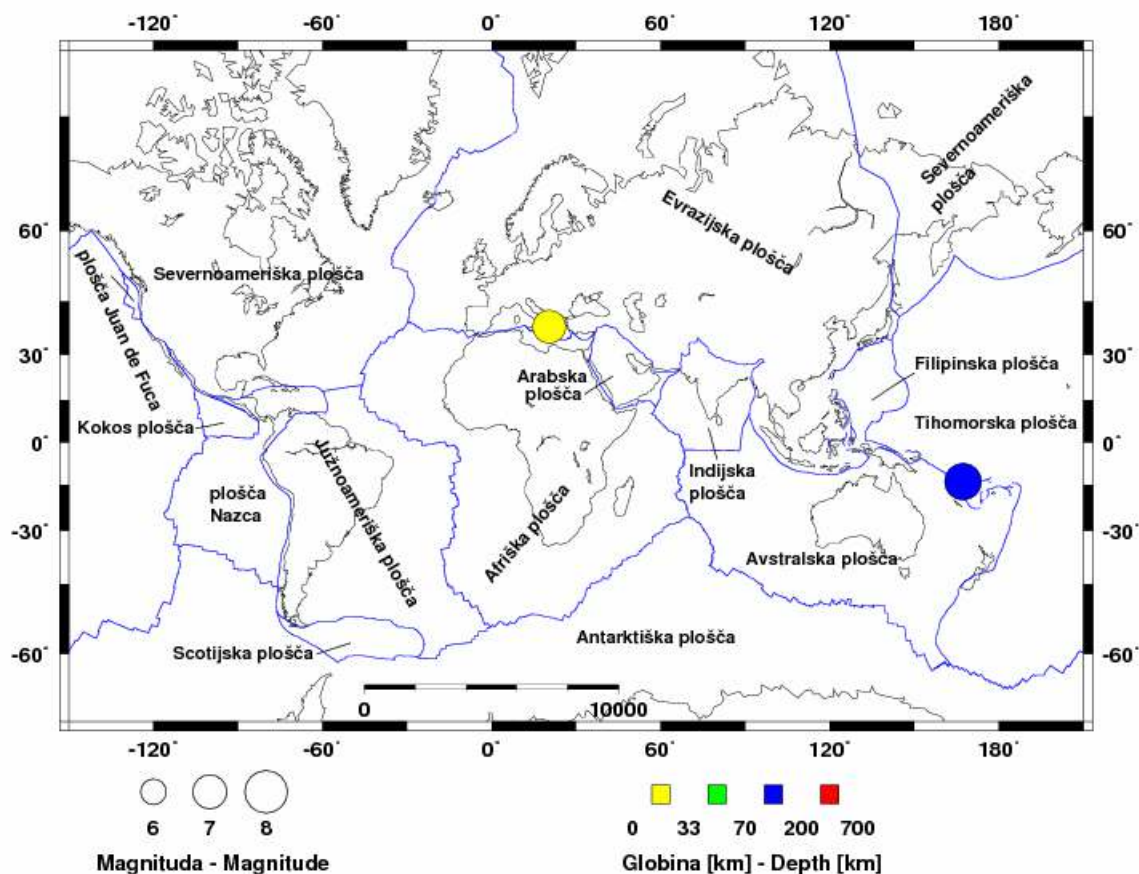 -120° -60° 0° 60° 120° 180°
60° 60°
30° 30°
0° 0°
-30° -30°
-60° -60°
Severnoameriška plošča
plošča Juan de Fuca
Kokos plošča
plošča Nazca
Južnoameriška plošča
Scotijska plošča
Afriška plošča
Arabska plošča
Evrazijska plošča
Severnoameriška plošča
Filipinska plošča
Tihomorska plošča
Indijska plošča
Avstralska plošča
Antarktiška plošča
0 10000
-120° -60° 0° 60° 120° 180°
6 7 8
Magnituda - Magnitude
0 33 70 200 700
Globina [km] - Depth [km]